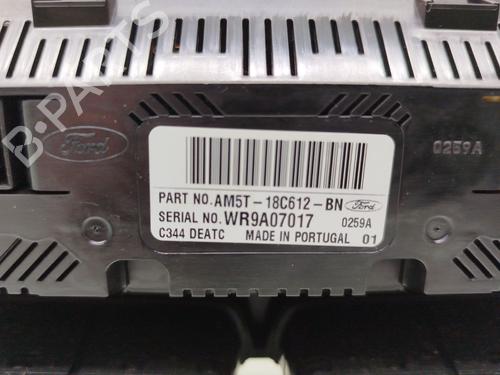 B-PARTS
Ford
0259A
PART NO. AM5T-18C612-BN Ford
SERIAL NO. WR9A07017 0259A
C344 DEATC MADE IN PORTUGAL 01